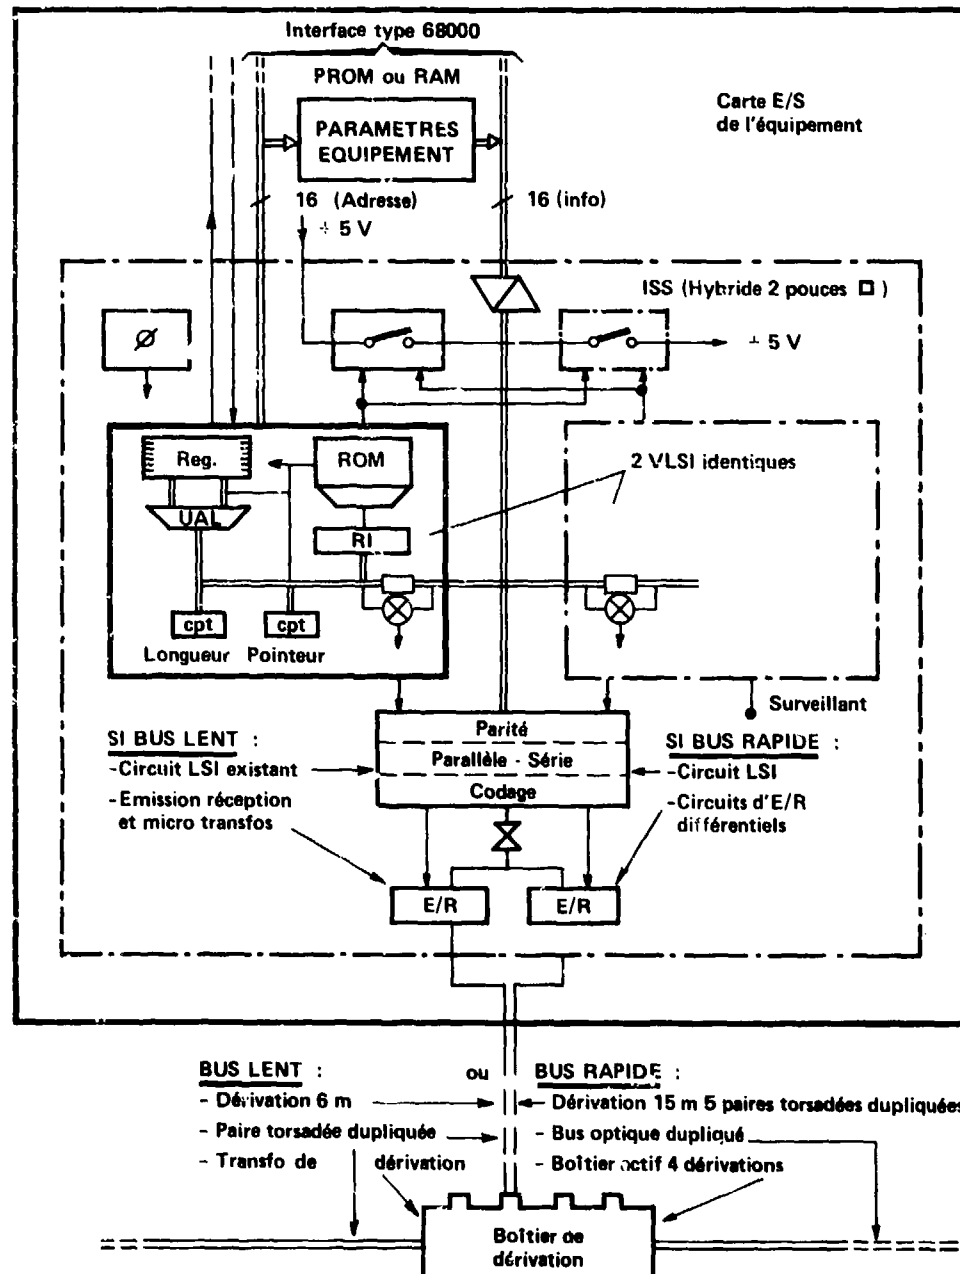 Interface type 68000
PROM ou RAM
PARAMETRES
EQUIPEMENT
Carte E/S
de l'équipement
16 (Adresse)
+ 5 V
16 (info)
ISS (Hybride 2 pouces □ )
Ø
+ 5 V
Reg.
ROM
UAL
RI
2 VLSI identiques
cpt
cpt
Longueur Pointeur
Surveillant
SI BUS LENT :
-Circuit LSI existant
-Emission réception
et micro transfos
Parité
Parallèle - Série
Codage
SI BUS RAPIDE :
-Circuit LSI
-Circuits d'E/R
différentiels
E/R
E/R
BUS LENT :
- Dérivation 6 m
- Paire torsadée dupliquée
- Transfo de dérivation
ou
BUS RAPIDE :
- Dérivation 15 m 5 paires torsadées dupliquées
- Bus optique dupliqué
- Boîtier actif 4 dérivations
Boîtier de
dérivation